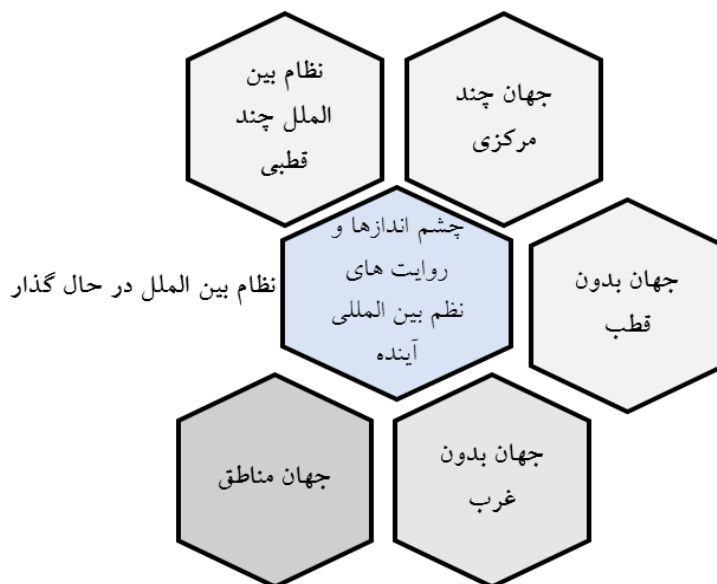 نظام بین
الملل چند
قطبی
جهان چند
مرکزی
چشم اندازها و
روایت های
نظم بین المللی
آینده
جهان بدون
قطب
نظام بین الملل در حال گذار
جهان مناطق
جهان بدون
غرب